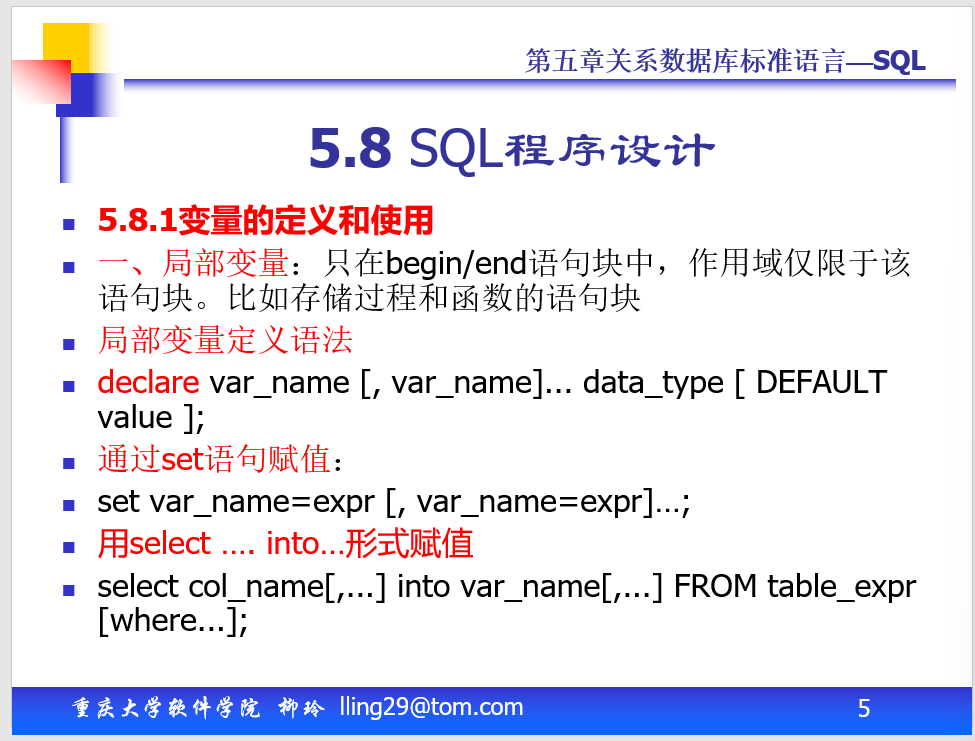 第五章关系数据库标准语言—SQL
5.8 SQL程序设计
5.8.1变量的定义和使用
一、局部变量：只在begin/end语句块中，作用域仅限于该
语句块。比如存储过程和函数的语句块
局部变量定义语法
declare var_name [, var_name]... data_type [ DEFAULT
value ];
通过set语句赋值：
set var_name=expr [, var_name=expr]…;
用select …. into…形式赋值
select col_name[,...] into var_name[,...] FROM table_expr
[where...];
重庆大学软件学院 柳玲 lling29@tom.com
5